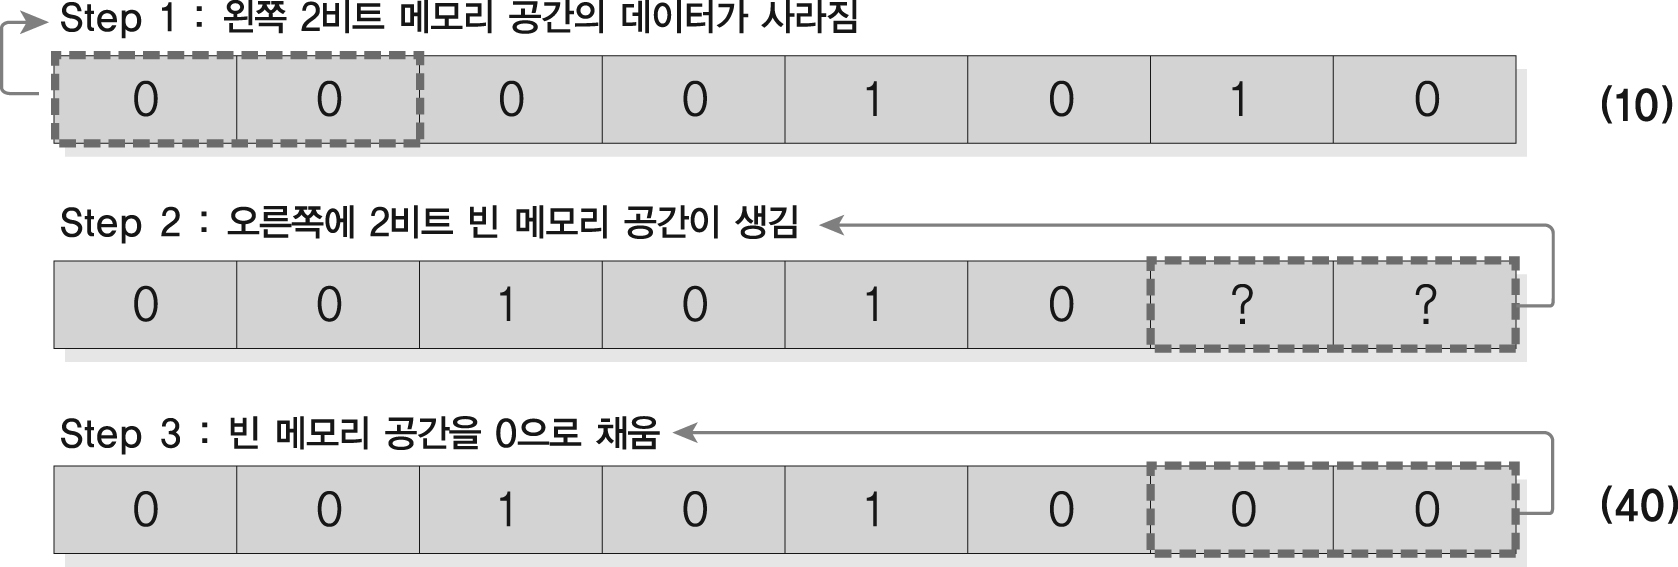 Step 1 : 왼쪽 2비트 메모리 공간의 데이터가 사라짐
0 0 0 0 1 0 1 0 (10)
Step 2 : 오른쪽에 2비트 빈 메모리 공간이 생김
0 0 1 0 1 0 ? ?
Step 3 : 빈 메모리 공간을 0으로 채움
0 0 1 0 1 0 0 0 (40)